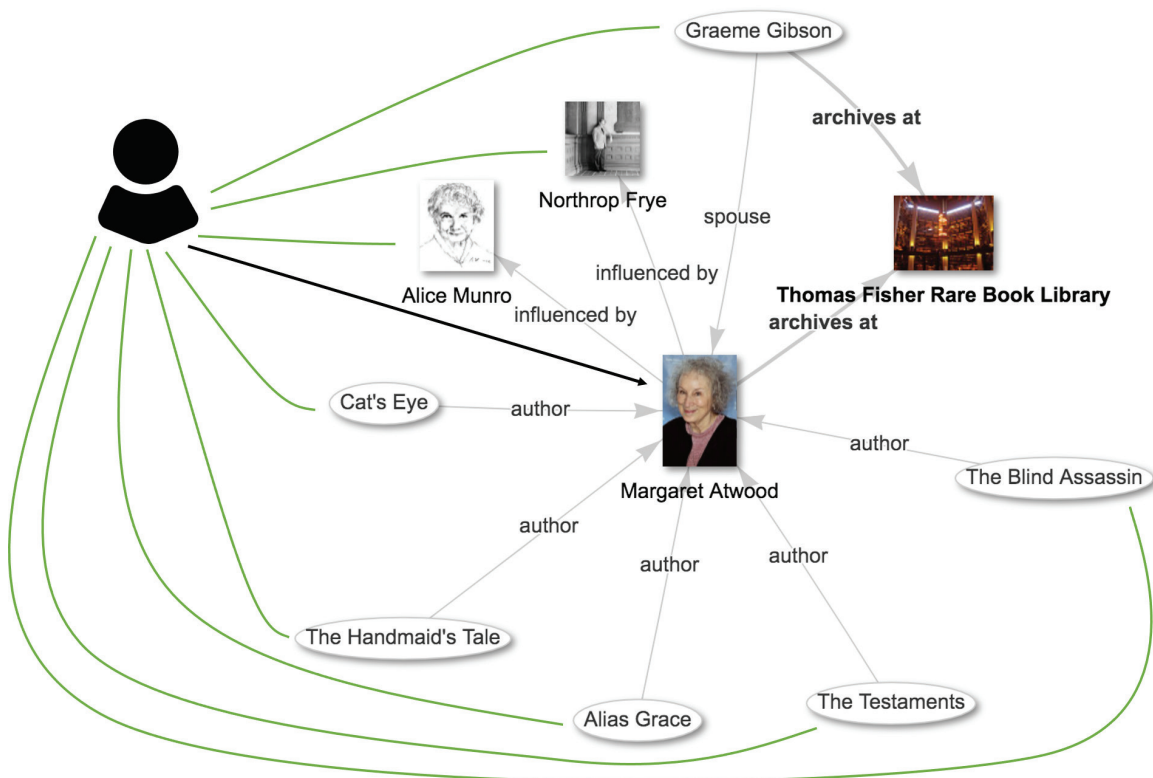 Graeme Gibson
archives at
Northrop Frye
spouse
influenced by
Alice Munro
influenced by
Thomas Fisher Rare Book Library
archives at
Cat's Eye
author
author
The Blind Assassin
Margaret Atwood
author
author
author
The Handmaid's Tale
The Testaments
Alias Grace